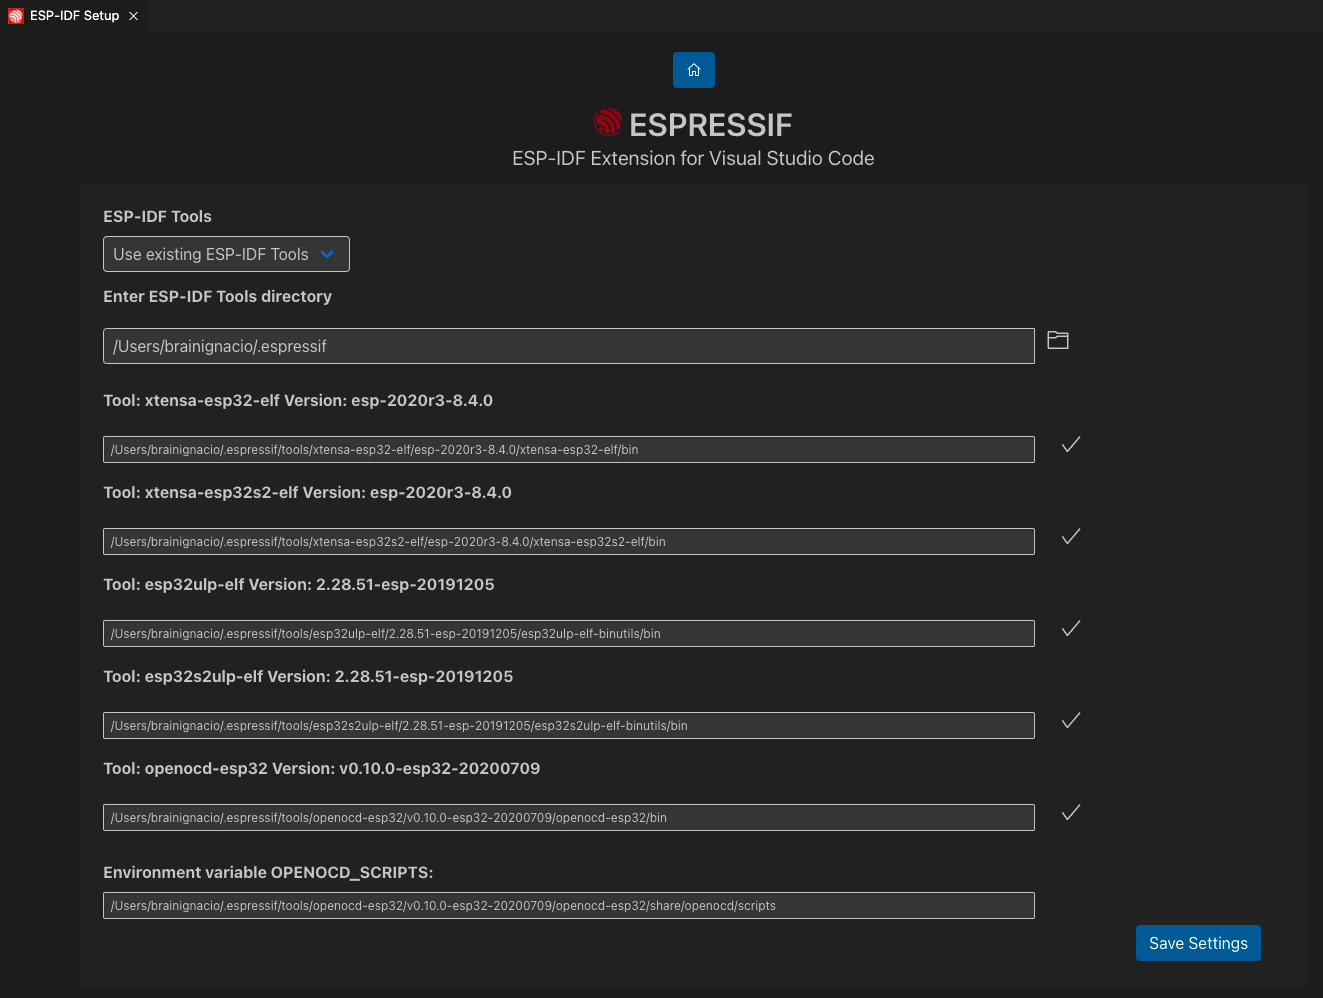 ESP-IDF Setup
ESPRESSIF
ESP-IDF Extension for Visual Studio Code
ESP-IDF Tools
Use existing ESP-IDF Tools
Enter ESP-IDF Tools directory
/Users/brainignacio/.espressif
Tool: xtensa-esp32-elf Version: esp-2020r3-8.4.0
/Users/brainignacio/.espressif/tools/xtensa-esp32-elf/esp-2020r3-8.4.0/xtensa-esp32-elf/bin
Tool: xtensa-esp32s2-elf Version: esp-2020r3-8.4.0
/Users/brainignacio/.espressif/tools/xtensa-esp32s2-elf/esp-2020r3-8.4.0/xtensa-esp32s2-elf/bin
Tool: esp32ulp-elf Version: 2.28.51-esp-20191205
/Users/brainignacio/.espressif/tools/esp32ulp-elf/2.28.51-esp-20191205/esp32ulp-elf-binutils/bin
Tool: esp32s2ulp-elf Version: 2.28.51-esp-20191205
/Users/brainignacio/.espressif/tools/esp32s2ulp-elf/2.28.51-esp-20191205/esp32s2ulp-elf-binutils/bin
Tool: openocd-esp32 Version: v0.10.0-esp32-20200709
/Users/brainignacio/.espressif/tools/openocd-esp32/v0.10.0-esp32-20200709/openocd-esp32/bin
Environment variable OPENOCD_SCRIPTS:
/Users/brainignacio/.espressif/tools/openocd-esp32/v0.10.0-esp32-20200709/openocd-esp32/share/openocd/scripts
Save Settings